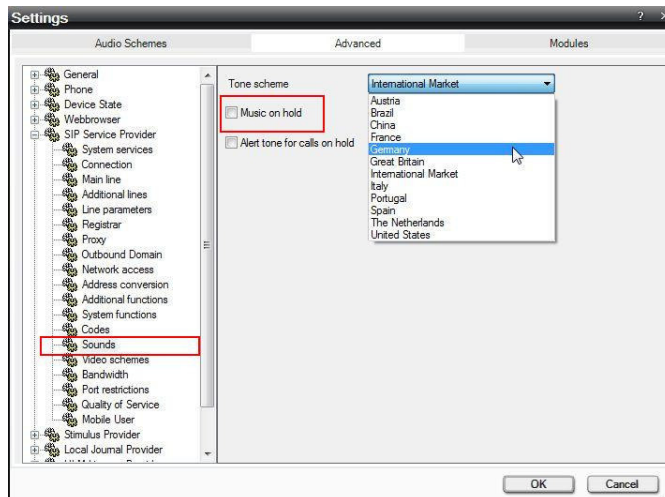 Settings
?
Audio Schemes
Advanced
Modules
General
Phone
Device State
Webbrowser
SIP Service Provider
System services
Connection
Main line
Additional lines
Line parameters
Registrar
Proxy
Outbound Domain
Network access
Address conversion
Additional functions
System functions
Codes
Sounds
Video schemes
Bandwidth
Port restrictions
Quality of Service
Mobile User
Stimulus Provider
Local Journal Provider
Tone scheme
International Market
Music on hold
Alert tone for calls on hold
Austria
Brazil
China
France
Germany
Great Britain
International Market
Italy
Portugal
Spain
The Netherlands
United States
OK
Cancel